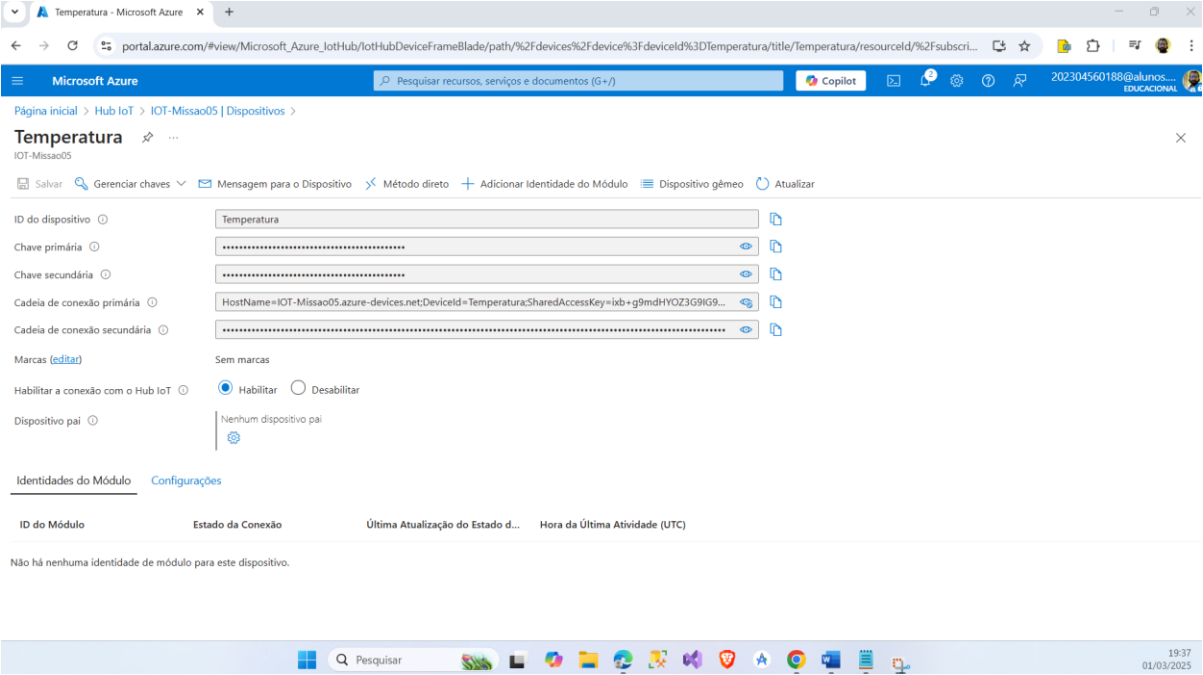 Temperatura - Microsoft Azure
portal.azure.com/#view/Microsoft_Azure_IotHub/IotHubDeviceFrameBlade/path/%2Fdevices%2Fdevice%3FdeviceId%3DTemperatura/title/Temperatura/resourceId/%2Fsubscri...
Microsoft Azure
Pesquisar recursos, serviços e documentos (G+/)
Copilot
2
202304560188@alunos....
EDUCACIONAL
Página inicial > Hub IoT > IOT-Missao05 | Dispositivos >
Temperatura
IOT-Missao05
Salvar Gerenciar chaves Mensagem para o Dispositivo Método direto Adicionar Identidade do Módulo Dispositivo gêmeo Atualizar
ID do dispositivo Temperatura
Chave primária
Chave secundária
Cadeia de conexão primária HostName=IOT-Missao05.azure-devices.net;DeviceId=Temperatura;SharedAccessKey=ixb+g9mdHYOZ3G9IG9...
Cadeia de conexão secundária
Marcas (editar) Sem marcas
Habilitar a conexão com o Hub IoT Habilitar Desabilitar
Dispositivo pai Nenhum dispositivo pai
Identidades do Módulo Configurações
ID do Módulo Estado da Conexão Última Atualização do Estado d... Hora da Última Atividade (UTC)
Não há nenhuma identidade de módulo para este dispositivo.
Pesquisar
19:37
01/03/2025